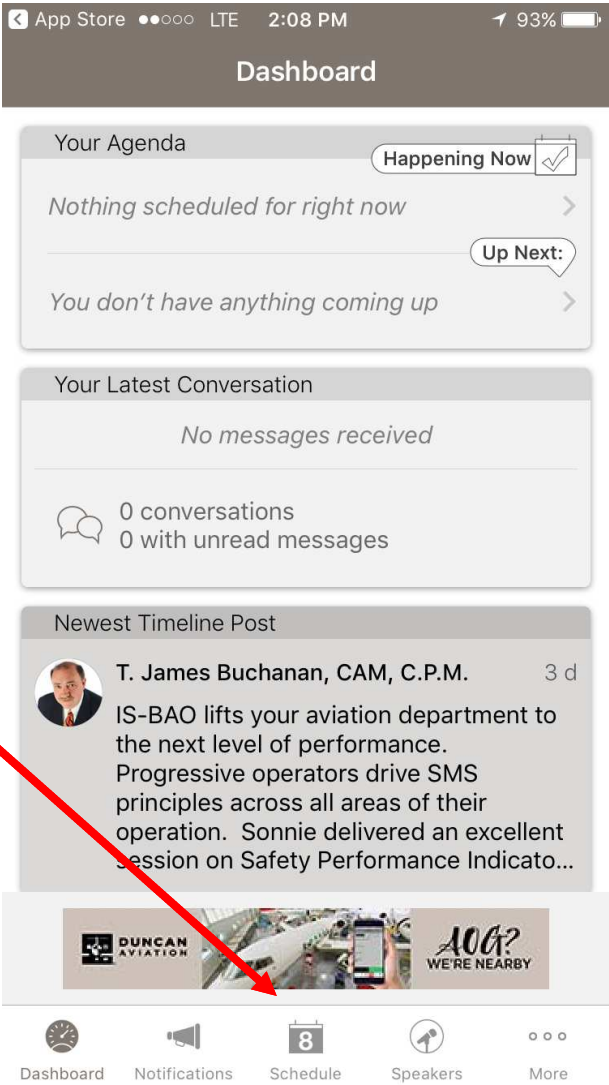 App Store LTE 2:08 PM 93%
Dashboard
Your Agenda
Happening Now
Nothing scheduled for right now
Up Next:
You don't have anything coming up
Your Latest Conversation
No messages received
0 conversations
0 with unread messages
Newest Timeline Post
T. James Buchanan, CAM, C.P.M. 3 d
IS-BAO lifts your aviation department to
the next level of performance.
Progressive operators drive SMS
principles across all areas of their
operation.  Sonnie delivered an excellent
session on Safety Performance Indicato...
DUNCAN
AVIATION
AOG?
WE'RE NEARBY
8
Dashboard Notifications Schedule Speakers More